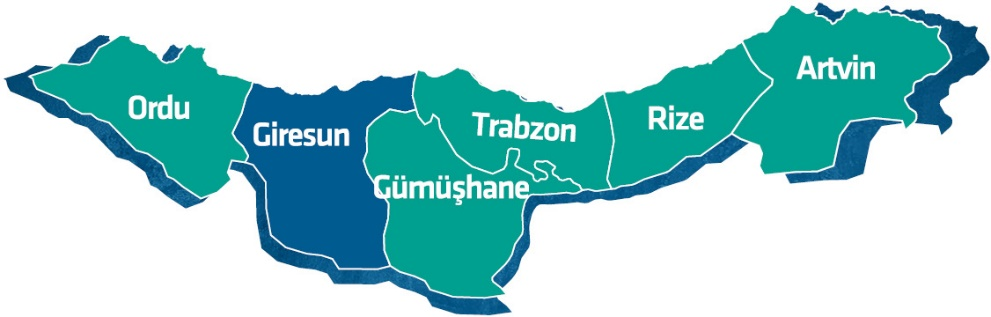 Ordu
Giresun
Gümüşhane
Trabzon
Rize
Artvin